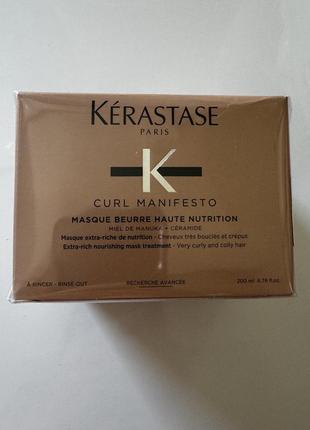 KÉRASTASE
PARIS
K
CURL MANIFESTO
MASQUE BEURRE HAUTE NUTRITION
MIEL DE MANUKA + CÉRAMIDE
Masque extra-riche de nutrition - Cheveux très bouclés et crépus
Extra-rich nourishing mask treatment - Very curly and coily hair
À RINCER - RINSE-OUT
RECHERCHE AVANCÉE
200 ml 6.76 fl.oz.